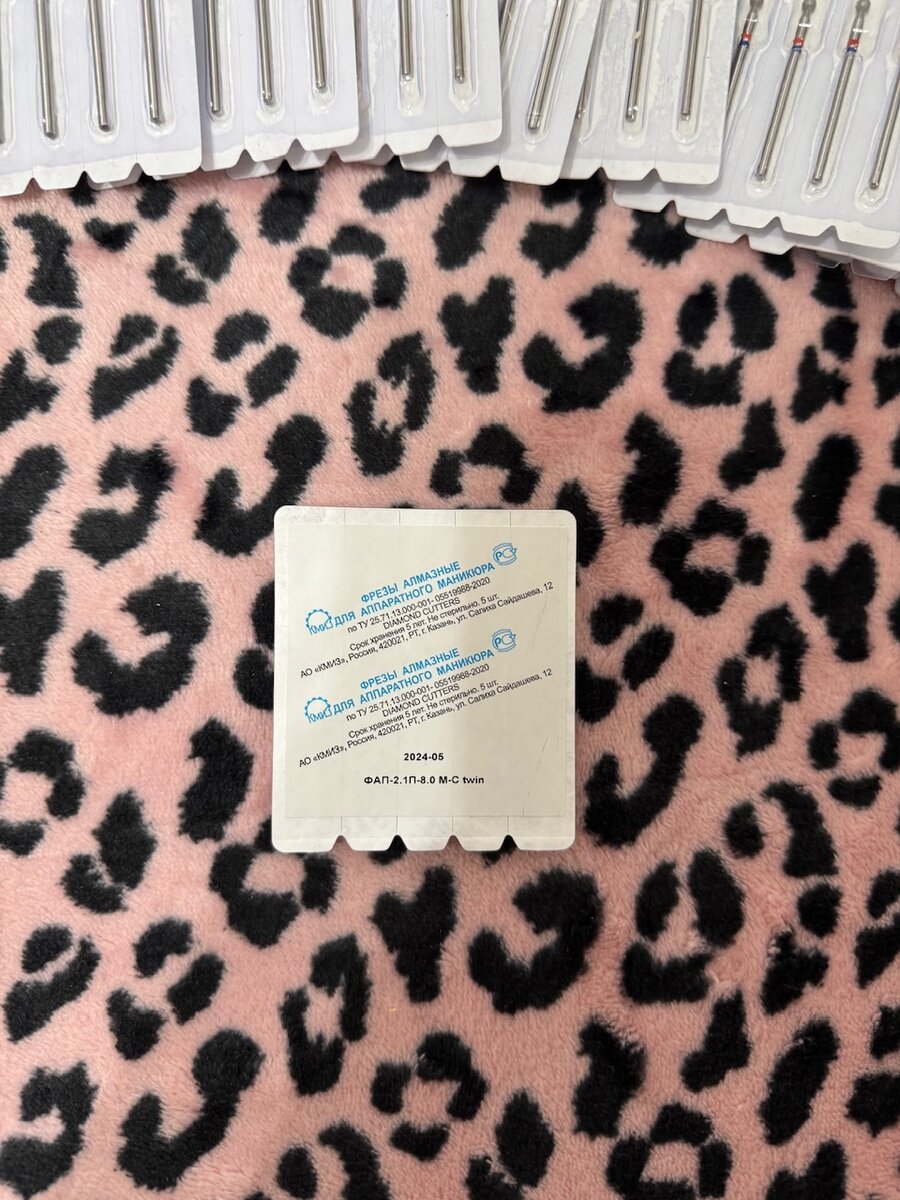 ФРЕЗЫ АЛМАЗНЫЕ
КМИЗ ДЛЯ АППАРАТНОГО МАНИКЮРА РСТ
по ТУ 25.71.13.000-001- 05519988-2020
DIAMOND CUTTERS
Срок хранения 5 лет. Не стерильно. 5 шт.
АО «КМИЗ», Россия, 420021, РТ, г. Казань, ул. Салиха Сайдашева, 12
ФРЕЗЫ АЛМАЗНЫЕ
КМИЗ ДЛЯ АППАРАТНОГО МАНИКЮРА РСТ
по ТУ 25.71.13.000-001- 05519988-2020
DIAMOND CUTTERS
Срок хранения 5 лет. Не стерильно. 5 шт.
АО «КМИЗ», Россия, 420021, РТ, г. Казань, ул. Салиха Сайдашева, 12
2024-05
ФАП-2.1П-8.0 М-С twin